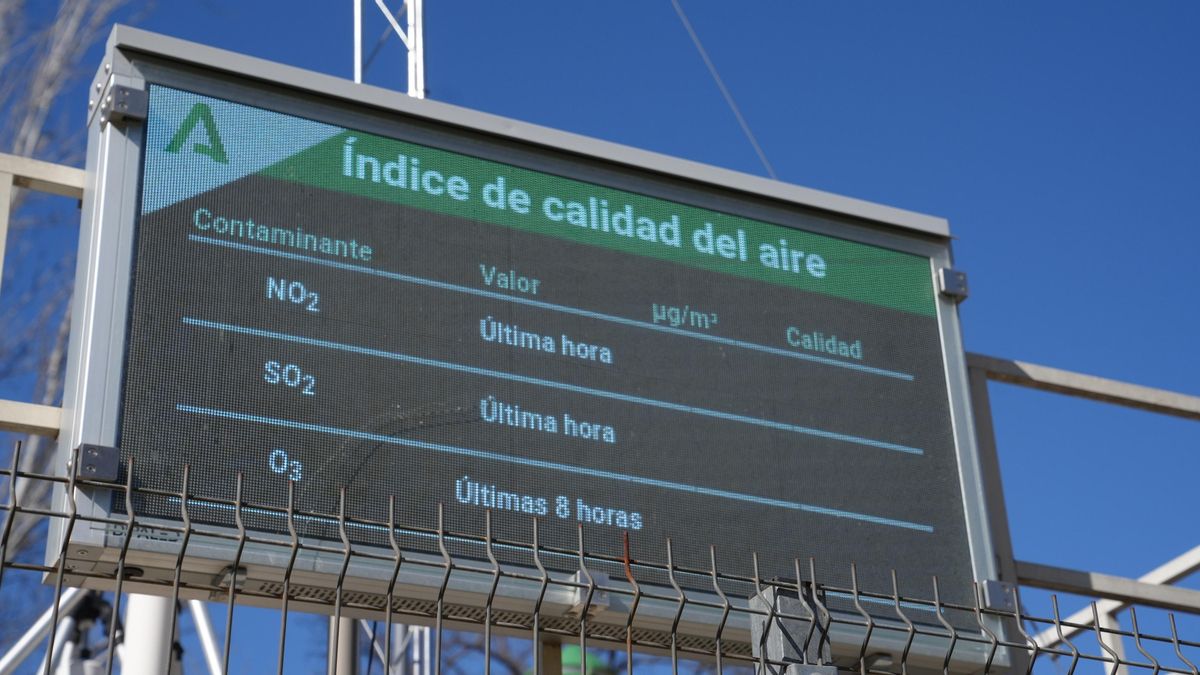 Índice de calidad del aire
Contaminante Valor µg/m³ Calidad
NO₂ Última hora
SO₂ Última hora
O₃ Últimas 8 horas